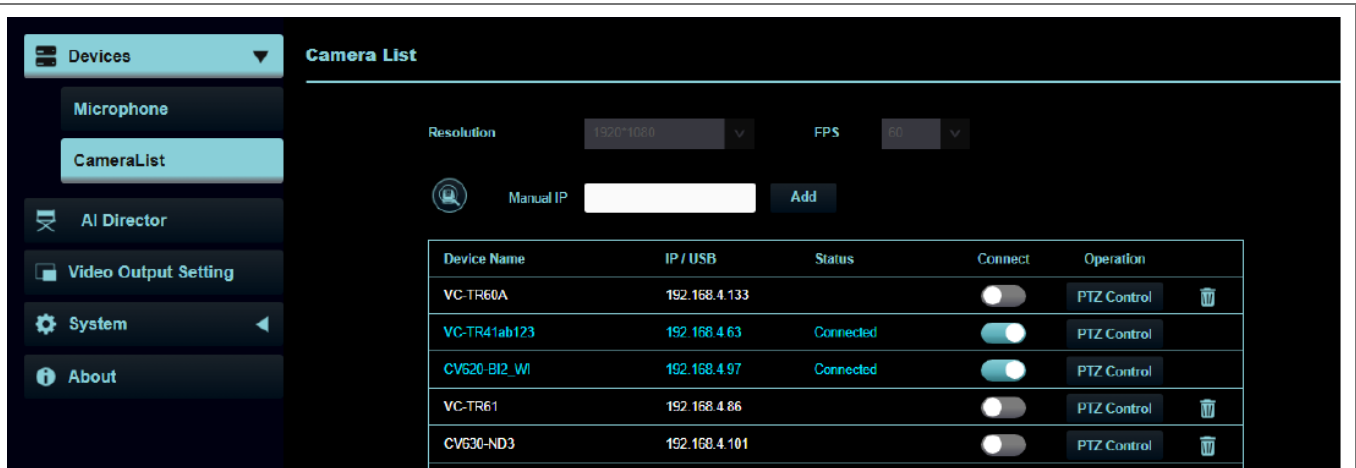 Devices
Microphone
CameraList
AI Director
Video Output Setting
System
About
Camera List
Resolution 1920*1080 FPS 60
Manual IP Add
Device Name IP / USB Status Connect Operation
VC-TR60A 192.168.4.133 PTZ Control
VC-TR41ab123 192.168.4.63 Connected PTZ Control
CV620-BI2_WI 192.168.4.97 Connected PTZ Control
VC-TR61 192.168.4.86 PTZ Control
CV630-ND3 192.168.4.101 PTZ Control